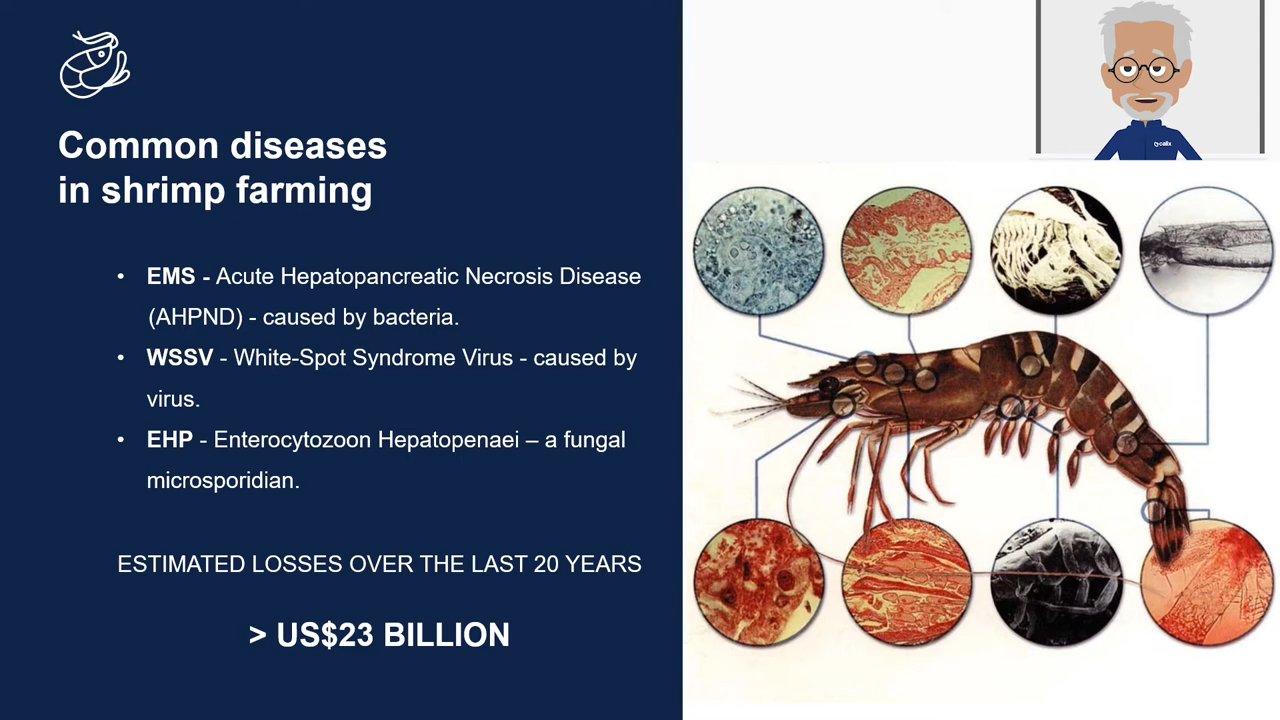 Common diseases
in shrimp farming
• EMS - Acute Hepatopancreatic Necrosis Disease
(AHPND) - caused by bacteria.
• WSSV - White-Spot Syndrome Virus - caused by
virus.
• EHP - Enterocytozoon Hepatopenaei – a fungal
microsporidian.
ESTIMATED LOSSES OVER THE LAST 20 YEARS
> US$23 BILLION
calix